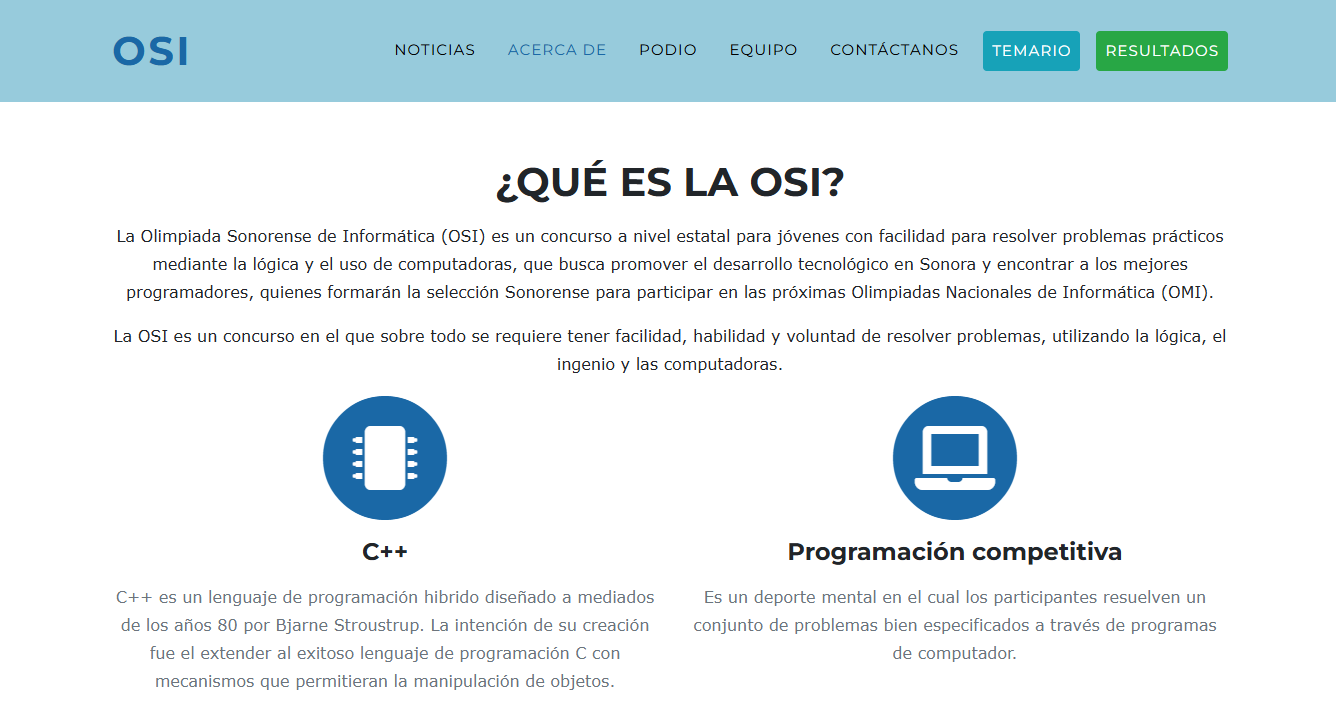 OSI
NOTICIAS ACERCA DE PODIO EQUIPO CONTÁCTANOS TEMARIO RESULTADOS
¿QUÉ ES LA OSI?
La Olimpiada Sonorense de Informática (OSI) es un concurso a nivel estatal para jóvenes con facilidad para resolver problemas prácticos
mediante la lógica y el uso de computadoras, que busca promover el desarrollo tecnológico en Sonora y encontrar a los mejores
programadores, quienes formarán la selección Sonorense para participar en las próximas Olimpiadas Nacionales de Informática (OMI).
La OSI es un concurso en el que sobre todo se requiere tener facilidad, habilidad y voluntad de resolver problemas, utilizando la lógica, el
ingenio y las computadoras.
C++
C++ es un lenguaje de programación hibrido diseñado a mediados
de los años 80 por Bjarne Stroustrup. La intención de su creación
fue el extender al exitoso lenguaje de programación C con
mecanismos que permitieran la manipulación de objetos.
Programación competitiva
Es un deporte mental en el cual los participantes resuelven un
conjunto de problemas bien especificados a través de programas
de computador.